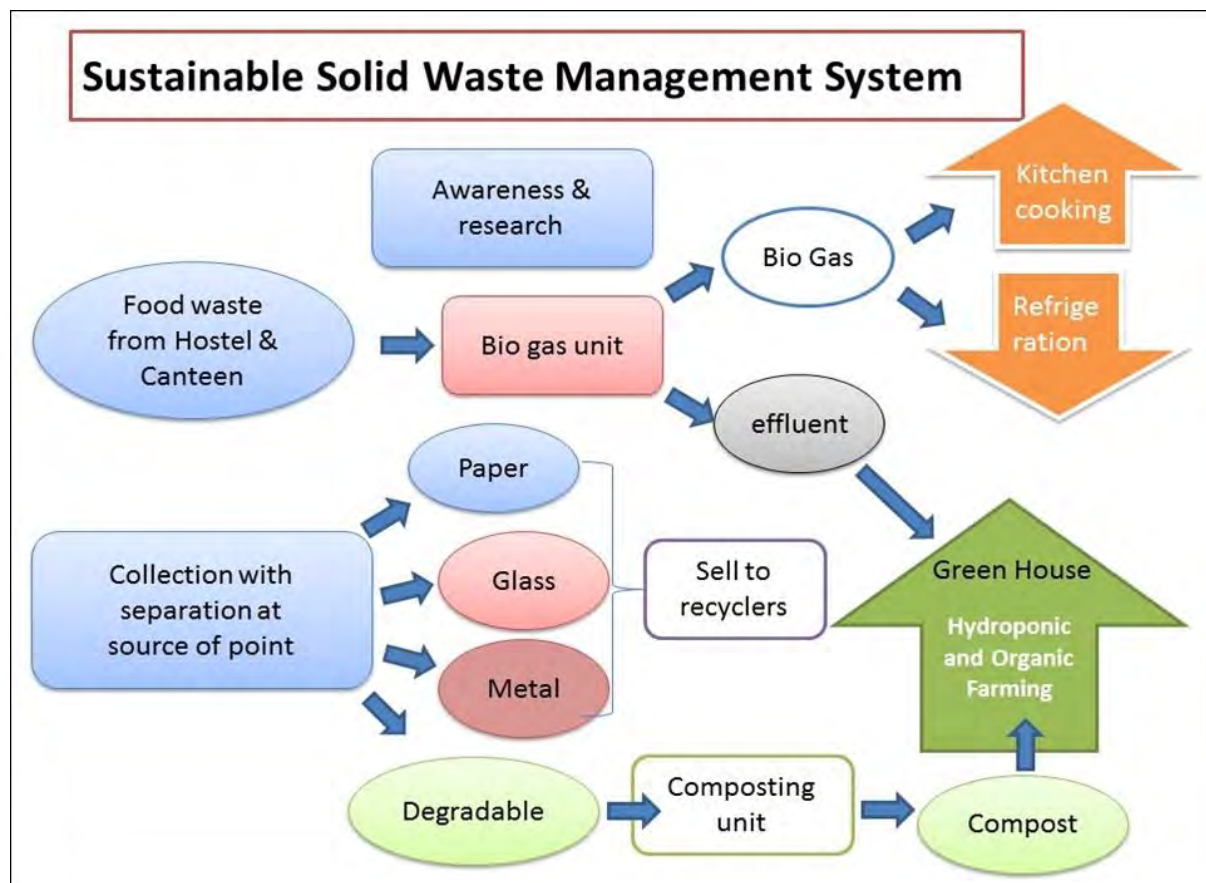 Sustainable Solid Waste Management System
Awareness &
research
Kitchen
cooking
Bio Gas
Food waste
from Hostel &
Canteen
Bio gas unit
Refrige
ration
effluent
Paper
Collection with
separation at
source of point
Glass
Sell to
recyclers
Green House
Hydroponic
and Organic
Farming
Metal
Degradable
Composting
unit
Compost